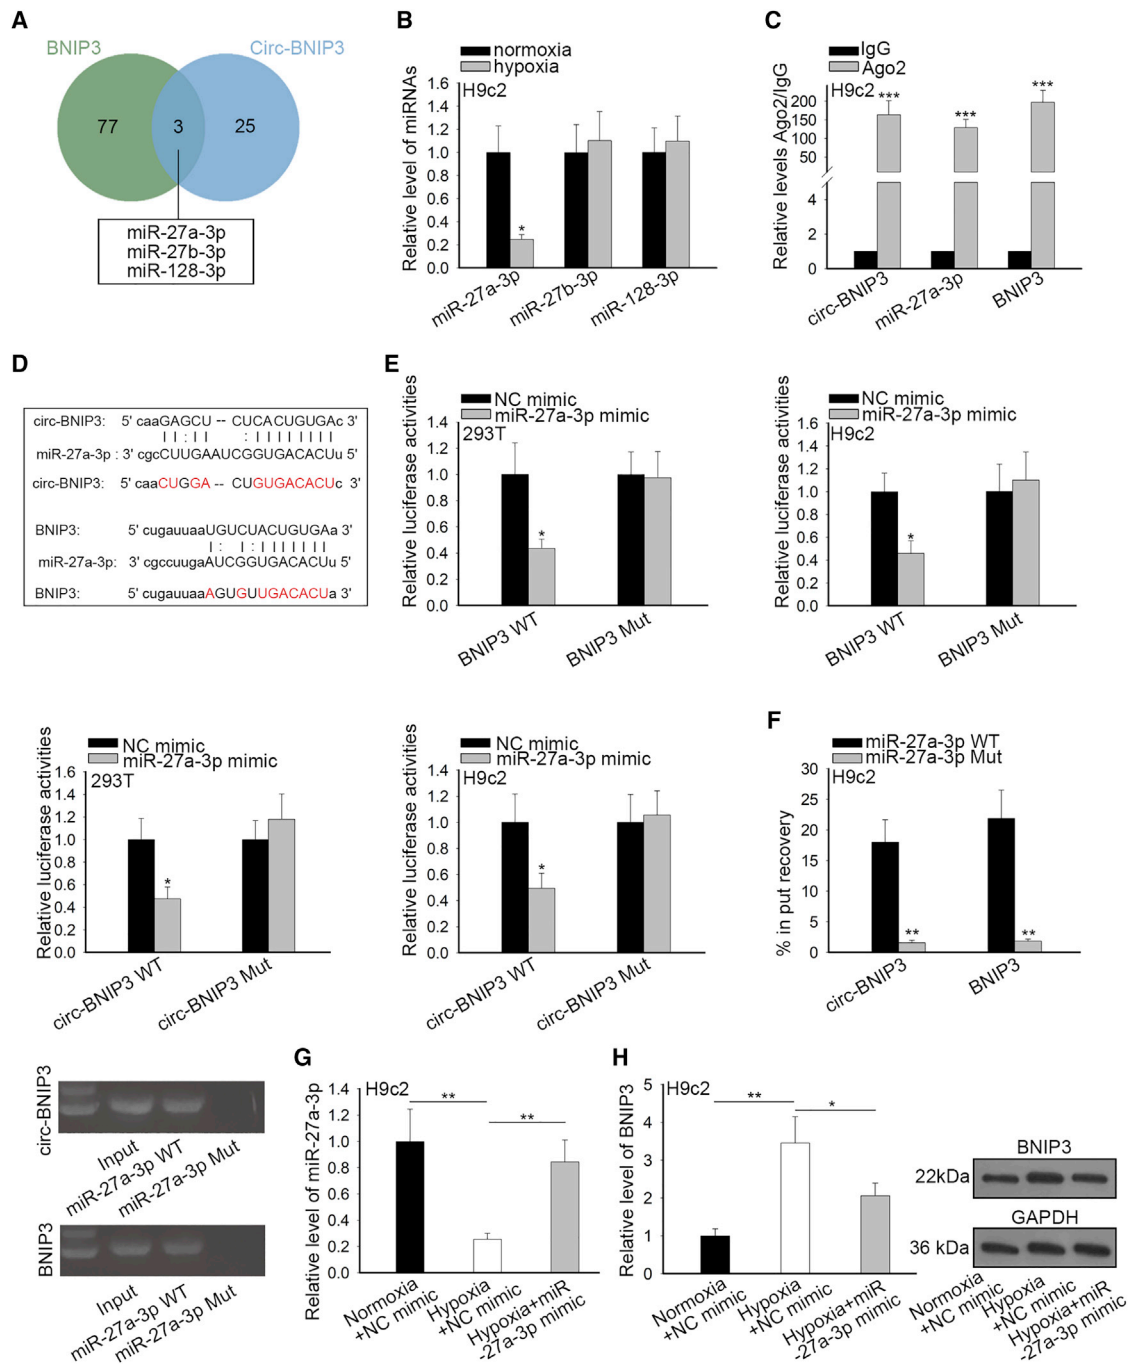 A
BNIP3
Circ-BNIP3
77
3
25
miR-27a-3p
miR-27b-3p
miR-128-3p
B
normoxia
hypoxia
H9c2
Relative level of miRNAs
1.6
1.4
1.2
1.0
0.8
0.6
0.4
0.2
0.0
*
miR-27a-3p
miR-27b-3p
miR-128-3p
C
IgG
Ago2
H9c2
Relative levels Ago2/IgG
200
150
100
50
4
2
0
***
***
***
circ-BNIP3
miR-27a-3p
BNIP3
D
circ-BNIP3: 5' caaGAGCU -- CUCACUGUGAc 3'
miR-27a-3p : 3' cgcCUUGAAUCGGUGACACUu 5'
circ-BNIP3: 5' caaCUGGA -- CUGUGACACUc 3'
BNIP3: 5' cugauuaaUGUCUACUGUGAa 3'
miR-27a-3p: 3' cgccuugaAUCGGUGACACUu 5'
BNIP3: 5' cugauuaaAGUGUUGACACUa 3'
E
NC mimic
miR-27a-3p mimic
293T
Relative luciferase activities
1.4
1.2
1.0
0.8
0.6
0.4
0.2
0.0
*
BNIP3 WT
BNIP3 Mut
NC mimic
miR-27a-3p mimic
H9c2
Relative luciferase activities
1.6
1.4
1.2
1.0
0.8
0.6
0.4
0.2
0.0
*
BNIP3 WT
BNIP3 Mut
NC mimic
miR-27a-3p mimic
293T
Relative luciferase activities
1.6
1.4
1.2
1.0
0.8
0.6
0.4
0.2
0.0
*
circ-BNIP3 WT
circ-BNIP3 Mut
NC mimic
miR-27a-3p mimic
H9c2
Relative luciferase activities
1.4
1.2
1.0
0.8
0.6
0.4
0.2
0.0
*
circ-BNIP3 WT
circ-BNIP3 Mut
F
miR-27a-3p WT
miR-27a-3p Mut
H9c2
% in put recovery
30
25
20
15
10
5
0
**
**
circ-BNIP3
BNIP3
circ-BNIP3
Input
miR-27a-3p WT
miR-27a-3p Mut
BNIP3
Input
miR-27a-3p WT
miR-27a-3p Mut
G
H9c2
Relative level of miR-27a-3p
1.4
1.2
1.0
0.8
0.6
0.4
0.2
0.0
**
**
Normoxia
+NC mimic
Hypoxia
+NC mimic
Hypoxia+miR
-27a-3p mimic
H
H9c2
Relative level of BNIP3
5
4
3
2
1
0
**
*
Normoxia
+NC mimic
Hypoxia
+NC mimic
Hypoxia+miR
-27a-3p mimic
BNIP3
22kDa
GAPDH
36 kDa
Normoxia
+NC mimic
Hypoxia
+NC mimic
Hypoxia+miR
-27a-3p mimic